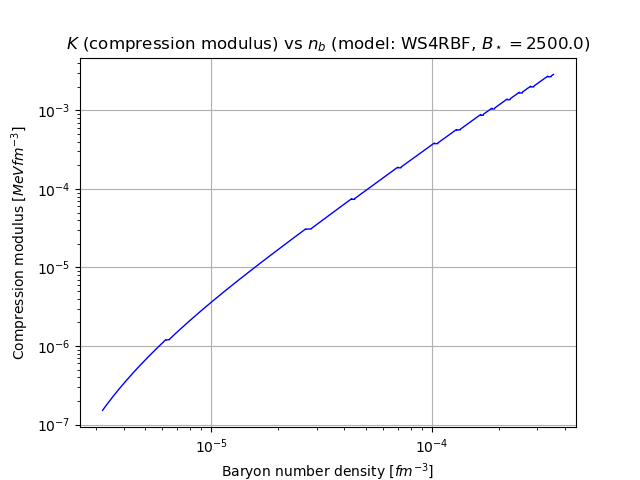 K (compression modulus) vs n_b (model: WS4RBF, B_⋆ = 2500.0)
Compression modulus [MeVfm⁻³]
10⁻³
10⁻⁴
10⁻⁵
10⁻⁶
10⁻⁷
10⁻⁵ 10⁻⁴
Baryon number density [fm⁻³]